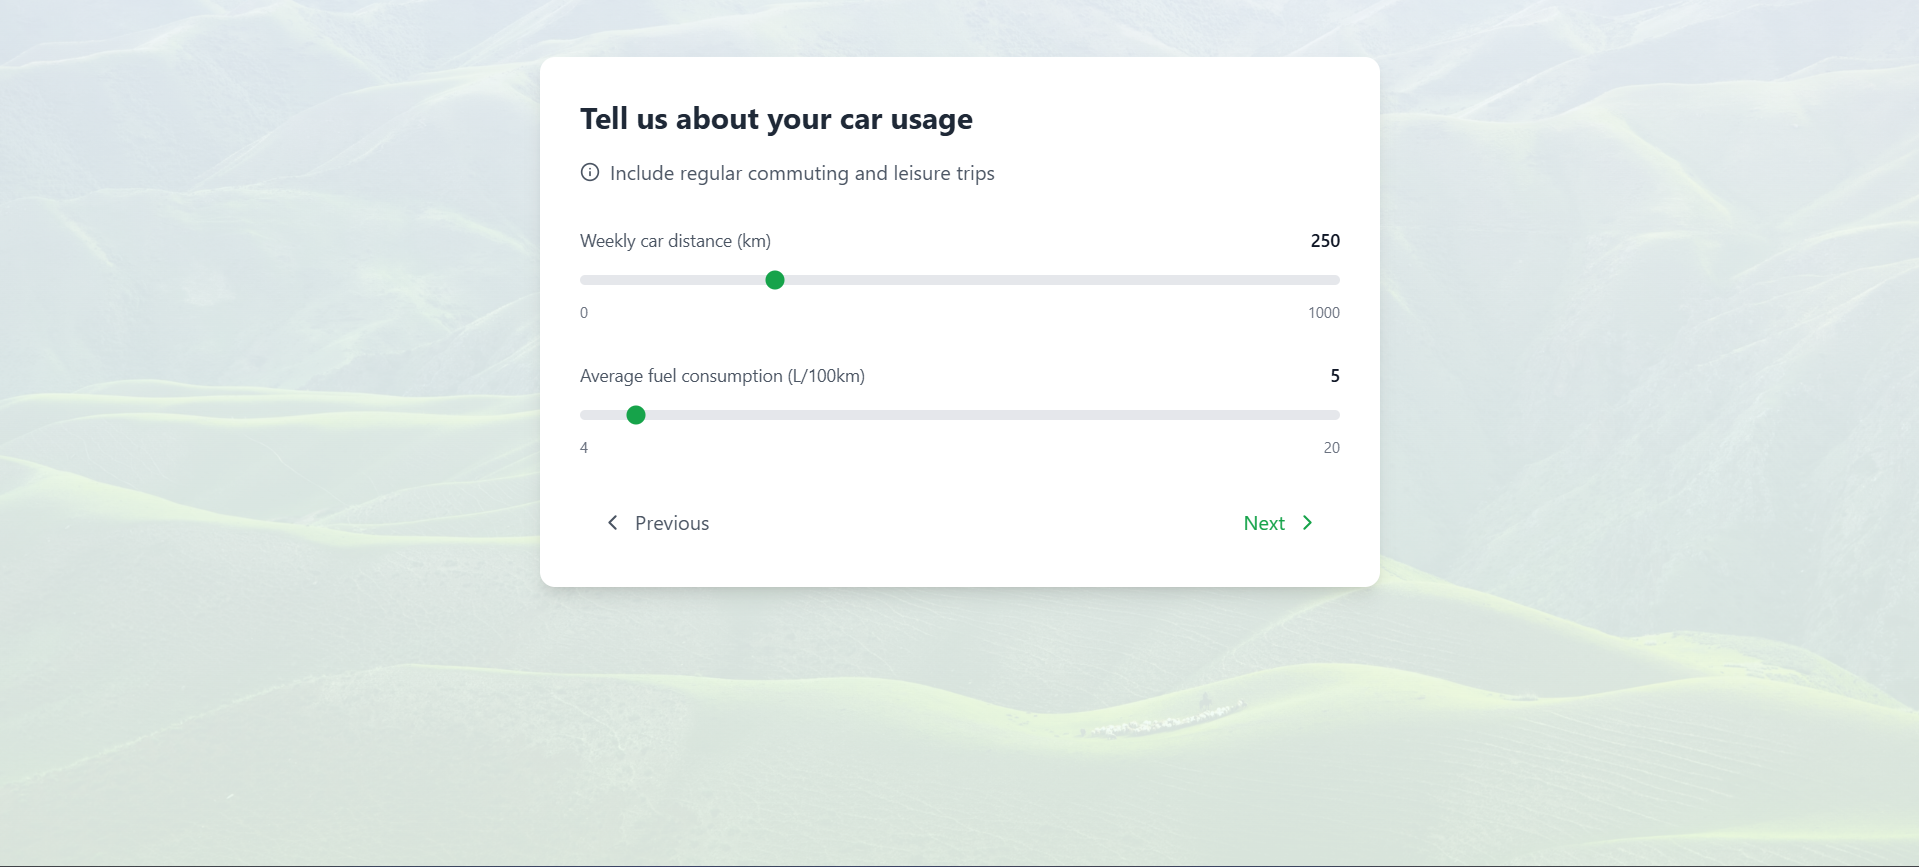 Tell us about your car usage
Include regular commuting and leisure trips
Weekly car distance (km) 250
0 1000
Average fuel consumption (L/100km) 5
4 20
Previous Next